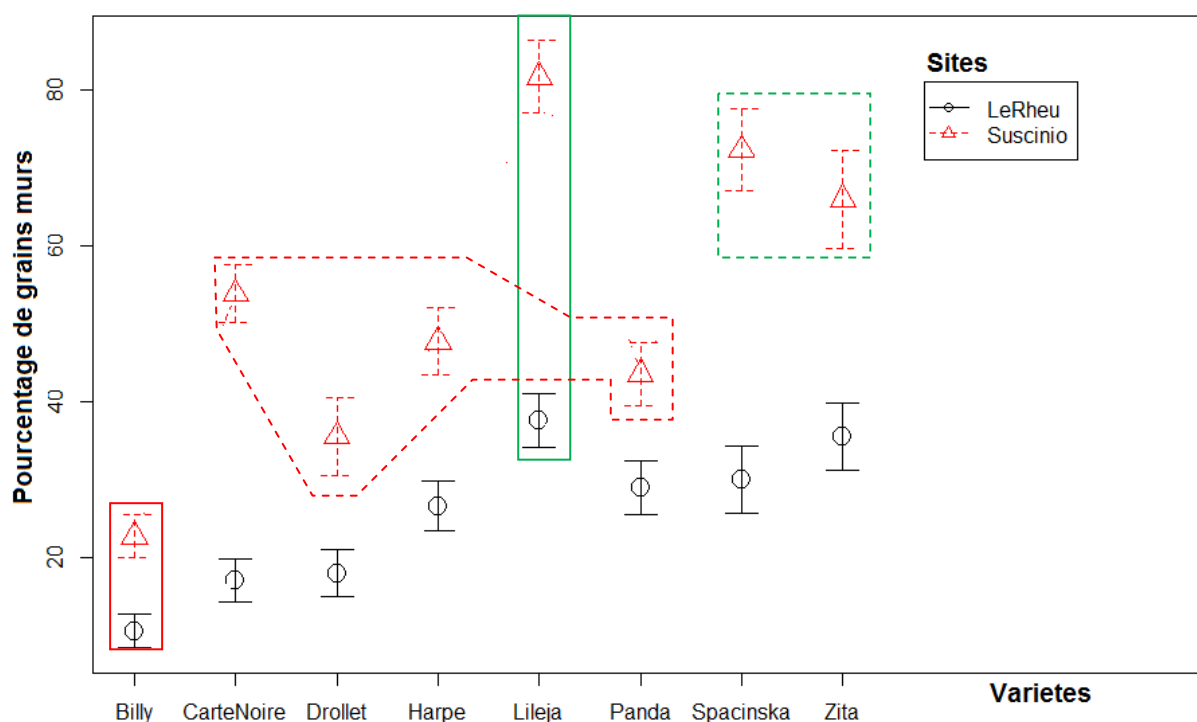 Pourcentage de grains murs
80
60
40
20
Sites
LeRheu
Suscinio
Billy
CarteNoire
Drollet
Harpe
Lileja
Panda
Spacinska
Zita
Varietes